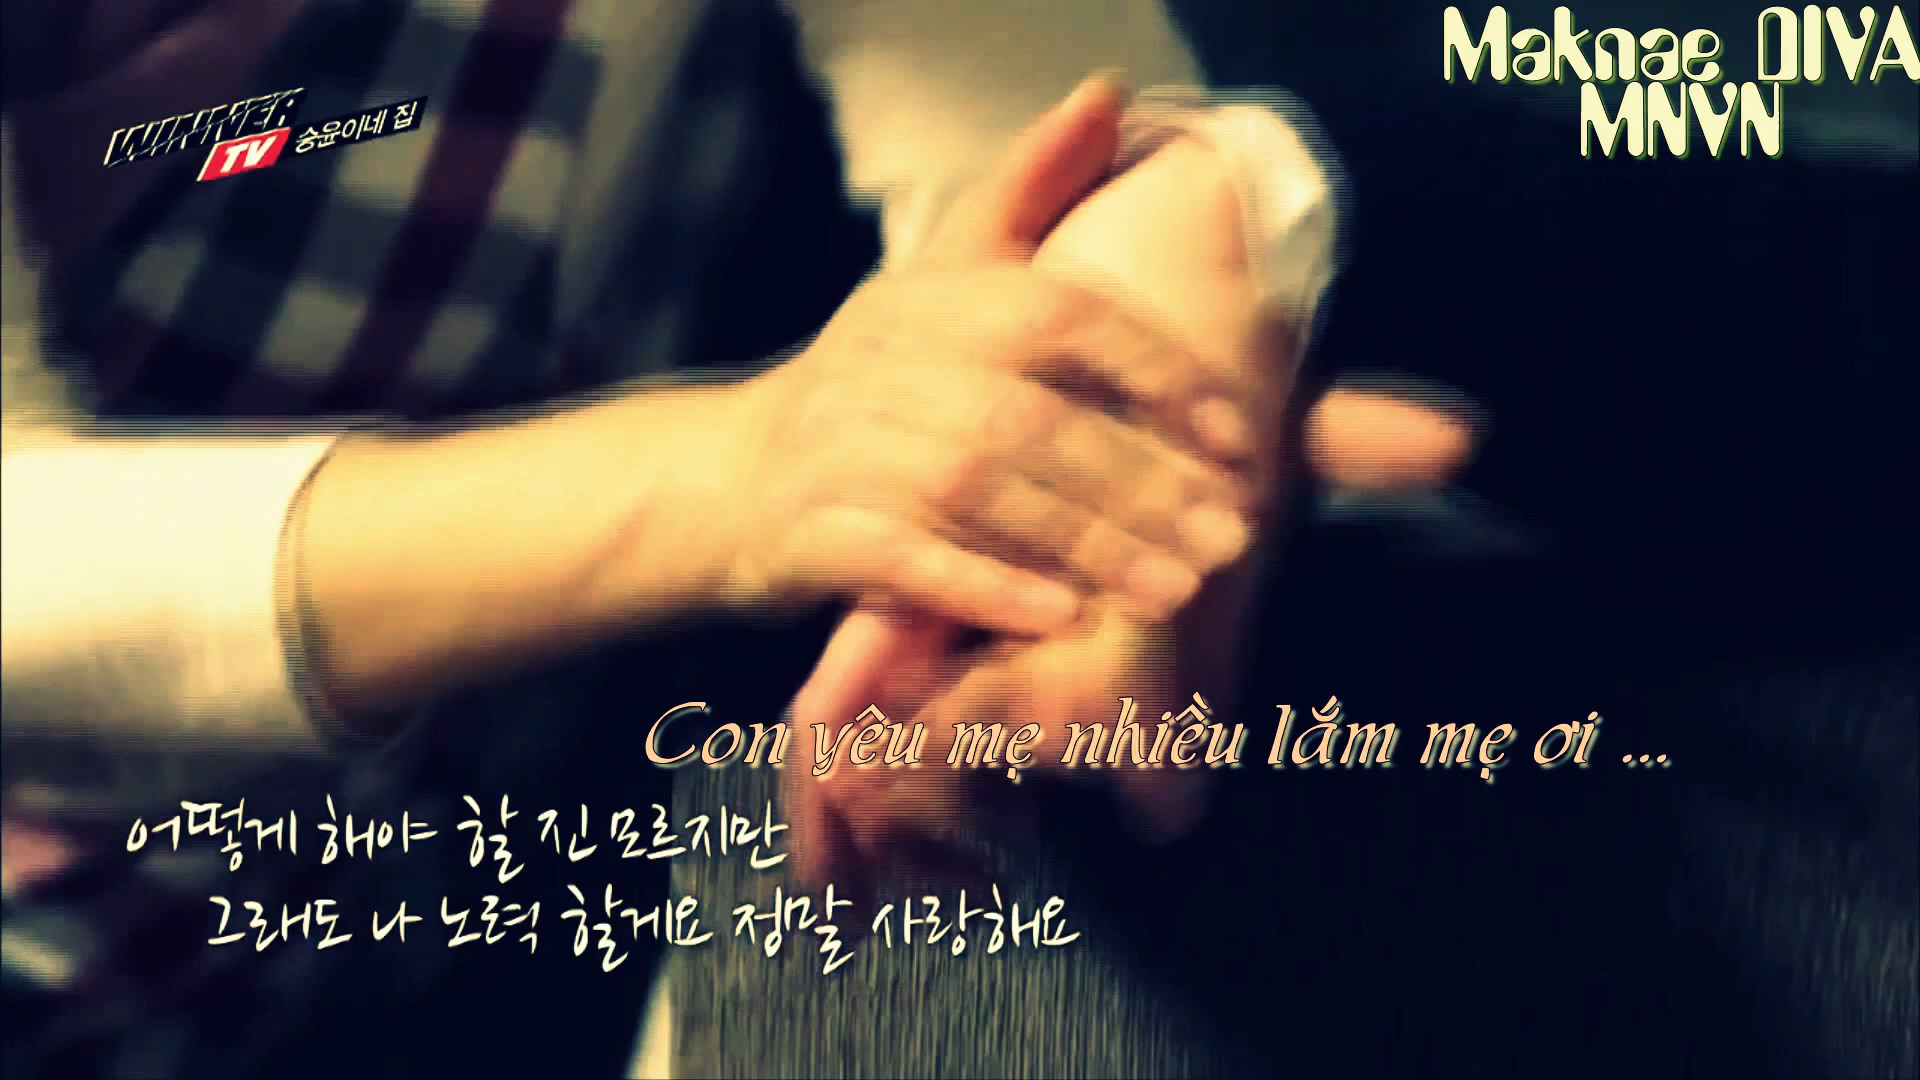 WINNER
TV 승윤이네 집
Maknae DIVA
MNVN
Con yêu mẹ nhiều lắm mẹ ơi ...
어떻게 해야 할 진 모르지만
그래도 나 노력 할게요 정말 사랑해요